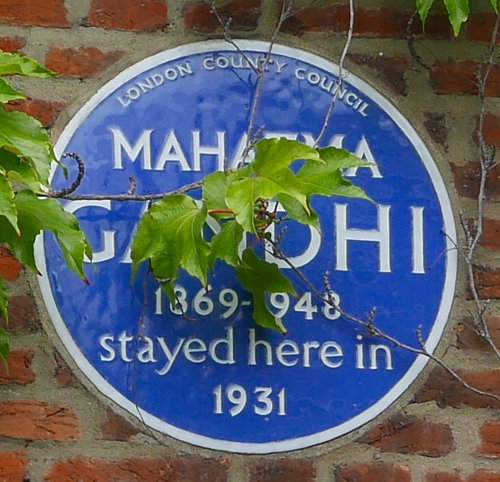 LONDON COUNTY COUNCIL
MAHATMA
GANDHI
1869-1948
stayed here in
1931